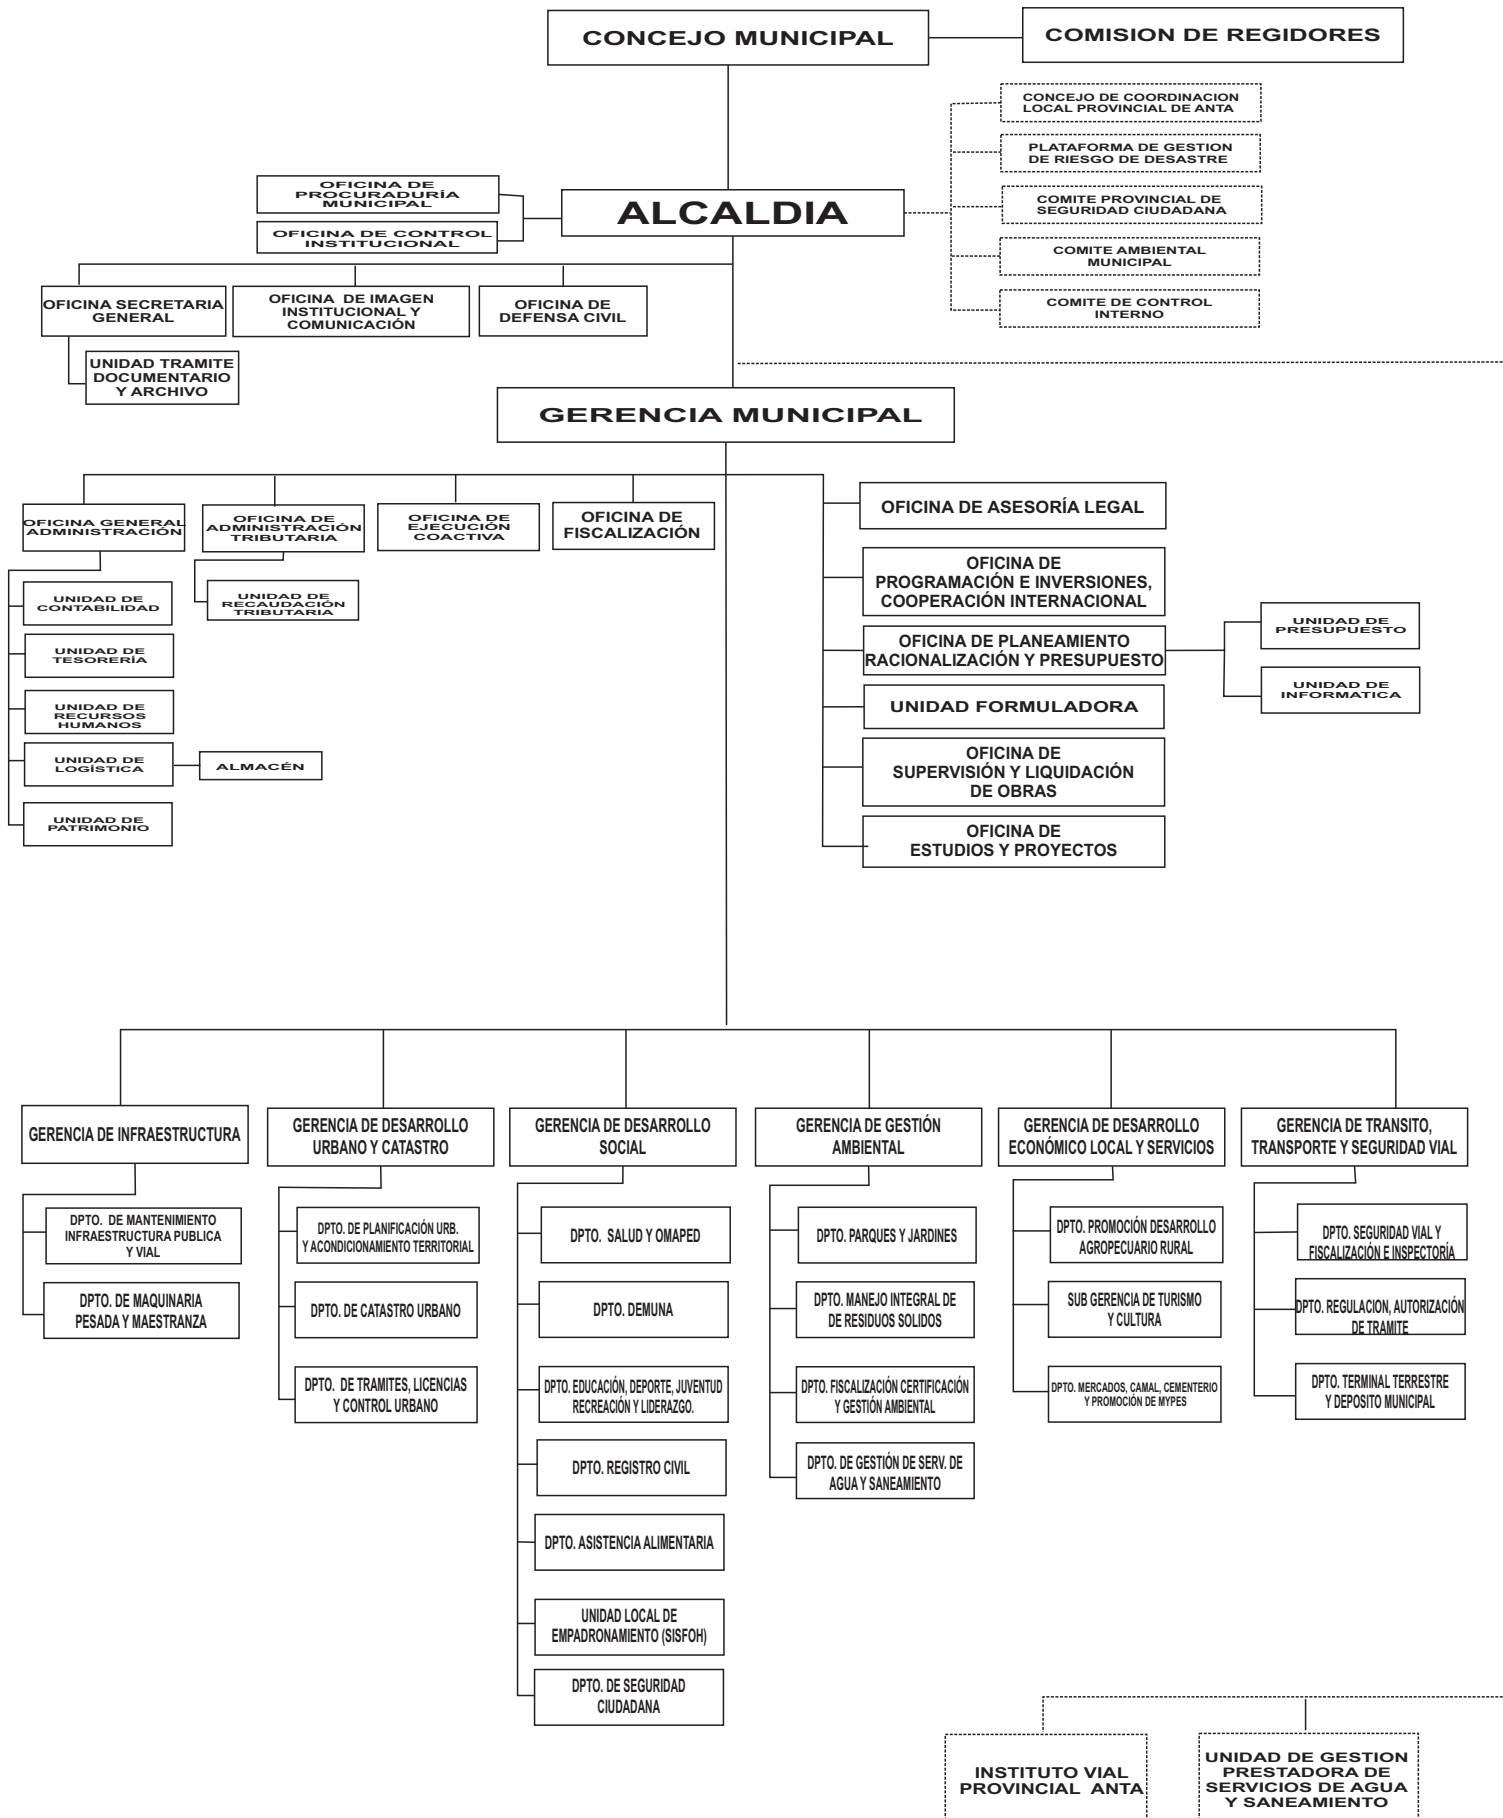 CONCEJO MUNICIPAL
COMISION DE REGIDORES
CONCEJO DE COORDINACION
LOCAL PROVINCIAL DE ANTA
PLATAFORMA DE GESTION
DE RIESGO DE DESASTRE
COMITE PROVINCIAL DE
SEGURIDAD CIUDADANA
COMITE AMBIENTAL
MUNICIPAL
COMITE DE CONTROL
INTERNO
OFICINA DE
PROCURADURÍA
MUNICIPAL
OFICINA DE CONTROL
INSTITUCIONAL
ALCALDIA
OFICINA SECRETARIA
GENERAL
OFICINA DE IMAGEN
INSTITUCIONAL Y
COMUNICACIÓN
OFICINA DE
DEFENSA CIVIL
UNIDAD TRAMITE
DOCUMENTARIO
Y ARCHIVO
GERENCIA MUNICIPAL
OFICINA GENERAL
ADMINISTRACIÓN
OFICINA DE
ADMINISTRACIÓN
TRIBUTARIA
OFICINA DE
EJECUCIÓN
COACTIVA
OFICINA DE
FISCALIZACIÓN
UNIDAD DE
CONTABILIDAD
UNIDAD DE
RECAUDACIÓN
TRIBUTARIA
UNIDAD DE
TESORERÍA
UNIDAD DE
RECURSOS
HUMANOS
UNIDAD DE
LOGÍSTICA
ALMACÉN
UNIDAD DE
PATRIMONIO
OFICINA DE ASESORÍA LEGAL
OFICINA DE
PROGRAMACIÓN E INVERSIONES,
COOPERACIÓN INTERNACIONAL
OFICINA DE PLANEAMIENTO
RACIONALIZACIÓN Y PRESUPUESTO
UNIDAD DE
PRESUPUESTO
UNIDAD DE
INFORMATICA
UNIDAD FORMULADORA
OFICINA DE
SUPERVISIÓN Y LIQUIDACIÓN
DE OBRAS
OFICINA DE
ESTUDIOS Y PROYECTOS
GERENCIA DE INFRAESTRUCTURA
DPTO. DE MANTENIMIENTO
INFRAESTRUCTURA PUBLICA
Y VIAL
DPTO. DE MAQUINARIA
PESADA Y MAESTRANZA
GERENCIA DE DESARROLLO
URBANO Y CATASTRO
DPTO. DE PLANIFICACIÓN URB.
Y ACONDICIONAMIENTO TERRITORIAL
DPTO. DE CATASTRO URBANO
DPTO. DE TRAMITES, LICENCIAS
Y CONTROL URBANO
GERENCIA DE DESARROLLO
SOCIAL
DPTO. SALUD Y OMAPED
DPTO. DEMUNA
DPTO. EDUCACIÓN, DEPORTE, JUVENTUD
RECREACIÓN Y LIDERAZGO.
DPTO. REGISTRO CIVIL
DPTO. ASISTENCIA ALIMENTARIA
UNIDAD LOCAL DE
EMPADRONAMIENTO (SISFOH)
DPTO. DE SEGURIDAD
CIUDADANA
GERENCIA DE GESTIÓN
AMBIENTAL
DPTO. PARQUES Y JARDINES
DPTO. MANEJO INTEGRAL DE
DE RESIDUOS SOLIDOS
DPTO. FISCALIZACIÓN CERTIFICACIÓN
Y GESTIÓN AMBIENTAL
DPTO. DE GESTIÓN DE SERV. DE
AGUA Y SANEAMIENTO
GERENCIA DE DESARROLLO
ECONÓMICO LOCAL Y SERVICIOS
DPTO. PROMOCIÓN DESARROLLO
AGROPECUARIO RURAL
SUB GERENCIA DE TURISMO
Y CULTURA
DPTO. MERCADOS, CAMAL, CEMENTERIO
Y PROMOCIÓN DE MYPES
GERENCIA DE TRANSITO,
TRANSPORTE Y SEGURIDAD VIAL
DPTO. SEGURIDAD VIAL Y
FISCALIZACIÓN E INSPECTORÍA
DPTO. REGULACION, AUTORIZACIÓN
DE TRAMITE
DPTO. TERMINAL TERRESTRE
Y DEPOSITO MUNICIPAL
INSTITUTO VIAL
PROVINCIAL ANTA
UNIDAD DE GESTION
PRESTADORA DE
SERVICIOS DE AGUA
Y SANEAMIENTO